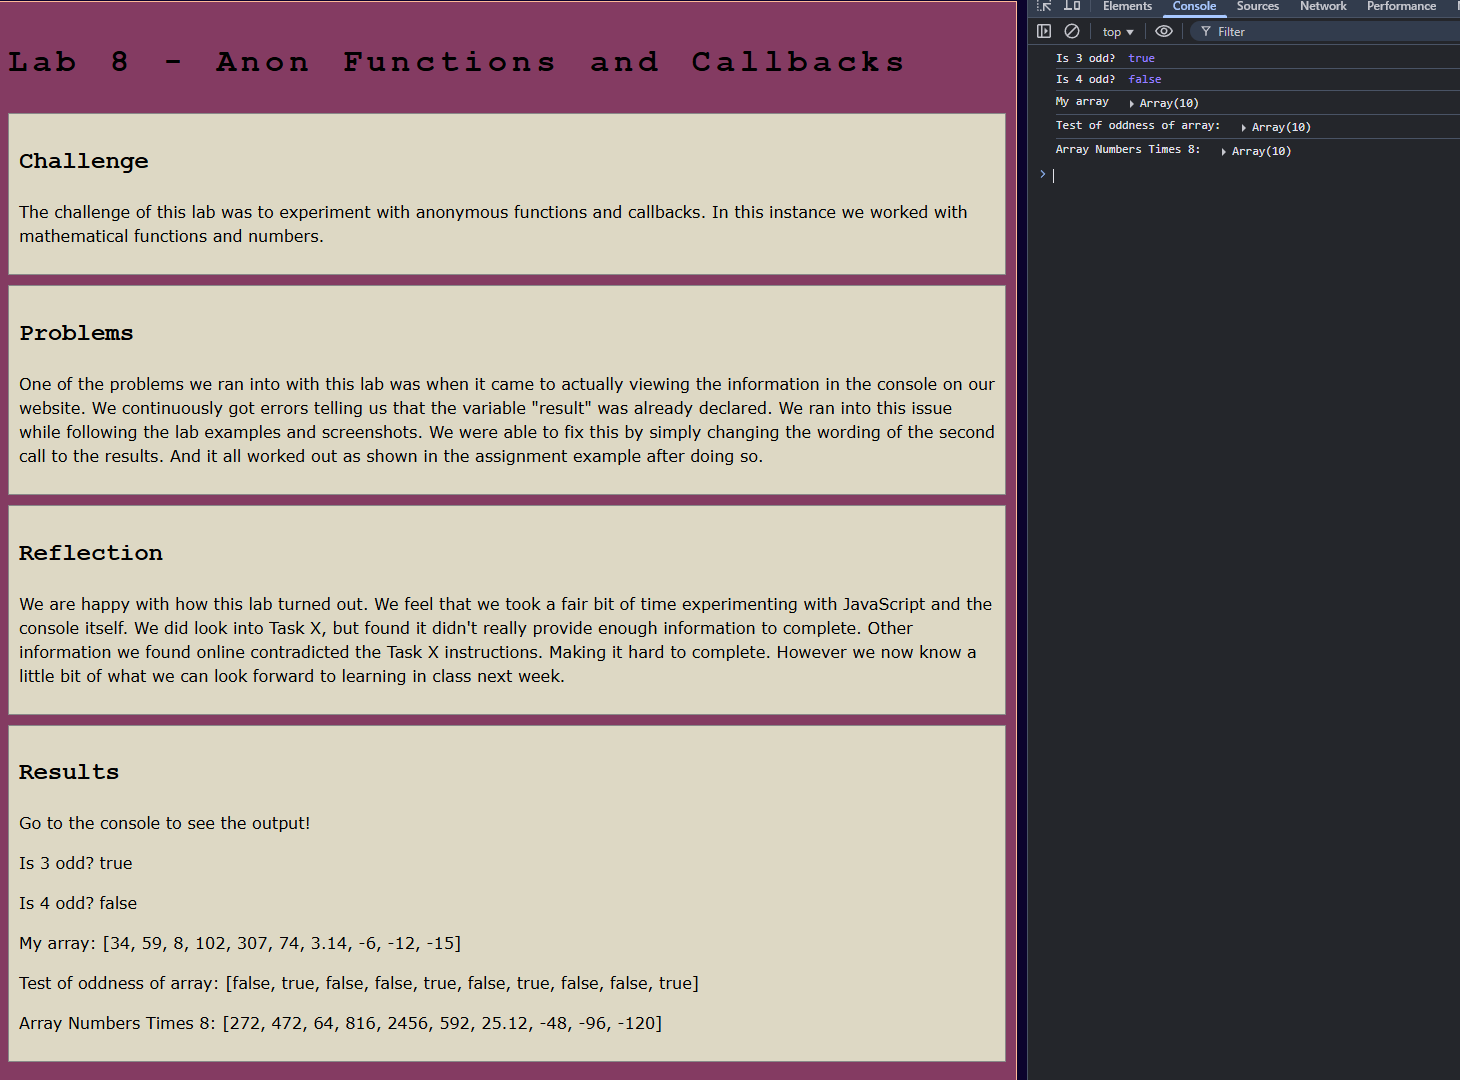 Lab 8 - Anon Functions and Callbacks
Challenge
The challenge of this lab was to experiment with anonymous functions and callbacks. In this instance we worked with
mathematical functions and numbers.
Problems
One of the problems we ran into with this lab was when it came to actually viewing the information in the console on our
website. We continuously got errors telling us that the variable "result" was already declared. We ran into this issue
while following the lab examples and screenshots. We were able to fix this by simply changing the wording of the second
call to the results. And it all worked out as shown in the assignment example after doing so.
Reflection
We are happy with how this lab turned out. We feel that we took a fair bit of time experimenting with JavaScript and the
console itself. We did look into Task X, but found it didn't really provide enough information to complete. Other
information we found online contradicted the Task X instructions. Making it hard to complete. However we now know a
little bit of what we can look forward to learning in class next week.
Results
Go to the console to see the output!
Is 3 odd? true
Is 4 odd? false
My array: [34, 59, 8, 102, 307, 74, 3.14, -6, -12, -15]
Test of oddness of array: [false, true, false, false, true, false, true, false, false, true]
Array Numbers Times 8: [272, 472, 64, 816, 2456, 592, 25.12, -48, -96, -120]
Elements Console Sources Network Performance
top Filter
Is 3 odd? true
Is 4 odd? false
My array Array(10)
Test of oddness of array: Array(10)
Array Numbers Times 8: Array(10)